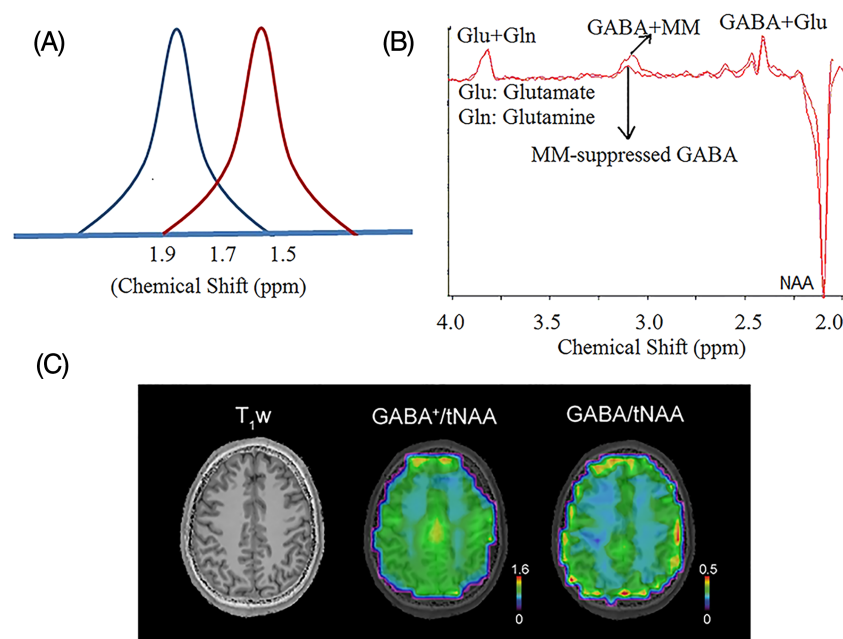 (A)
1.9 1.7 1.5
(Chemical Shift (ppm)
(B)
Glu+Gln
GABA+MM
GABA+Glu
Glu: Glutamate
Gln: Glutamine
MM-suppressed GABA
NAA
4.0 3.5 3.0 2.5 2.0
Chemical Shift (ppm)
(C)
T1w
GABA+/tNAA
GABA/tNAA
1.6
0
0.5
0